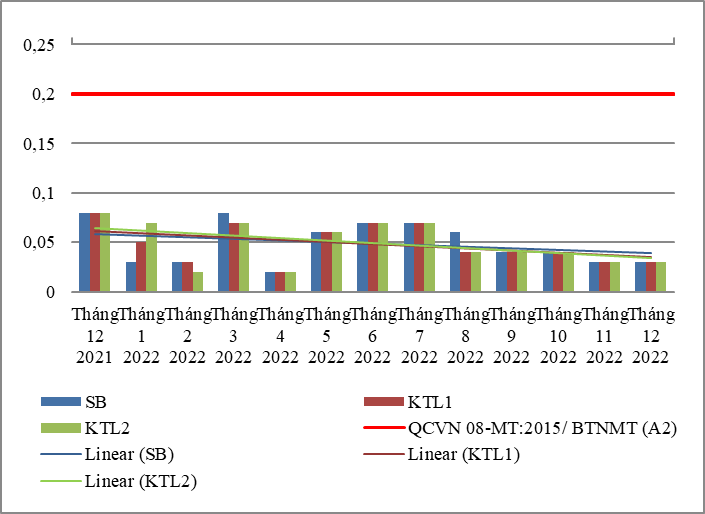 0,25
0,2
0,15
0,1
0,05
0
Tháng Tháng Tháng Tháng Tháng Tháng Tháng Tháng Tháng Tháng Tháng Tháng Tháng
12 1 2 3 4 5 6 7 8 9 10 11 12
2021 2022 2022 2022 2022 2022 2022 2022 2022 2022 2022 2022 2022
SB KTL1
KTL2 QCVN 08-MT:2015/ BTNMT (A2)
Linear (SB) Linear (KTL1)
Linear (KTL2)